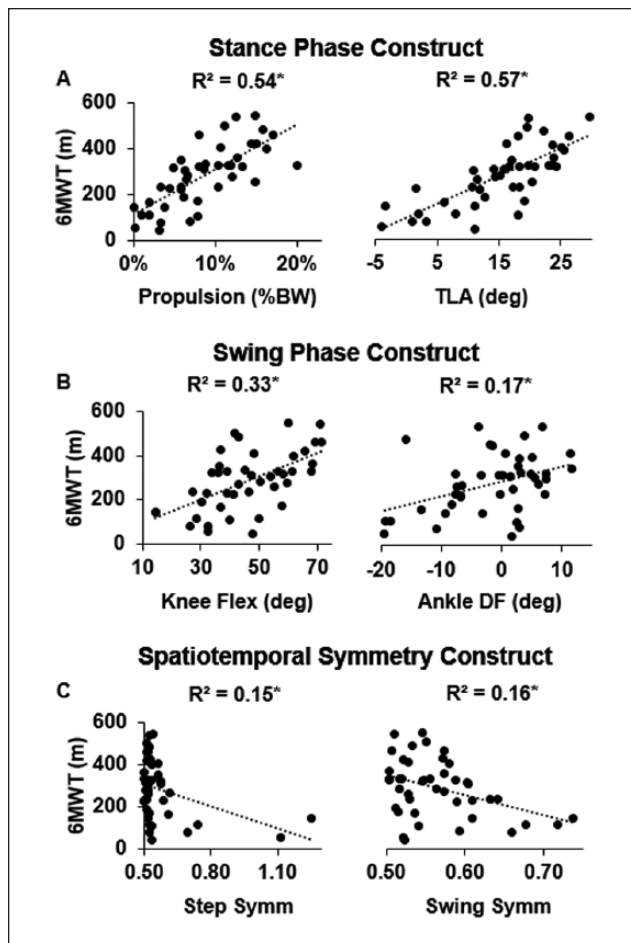 Stance Phase Construct
A
R² = 0.54*
R² = 0.57*
6MWT (m)
600
400
200
0
0% 10% 20%
-5 5 15 25
Propulsion (%BW)
TLA (deg)
Swing Phase Construct
B
R² = 0.33*
R² = 0.17*
6MWT (m)
600
400
200
0
10 30 50 70
-20 -10 0 10
Knee Flex (deg)
Ankle DF (deg)
Spatiotemporal Symmetry Construct
C
R² = 0.15*
R² = 0.16*
6MWT (m)
600
400
200
0
0.50 0.80 1.10
0.50 0.60 0.70
Step Symm
Swing Symm